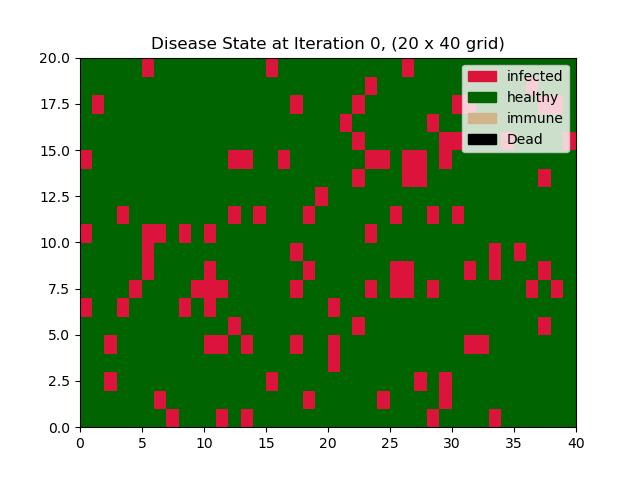 Disease State at Iteration 0, (20 x 40 grid)
20.0
17.5
15.0
12.5
10.0
7.5
5.0
2.5
0.0
infected
healthy
immune
Dead
0 5 10 15 20 25 30 35 40